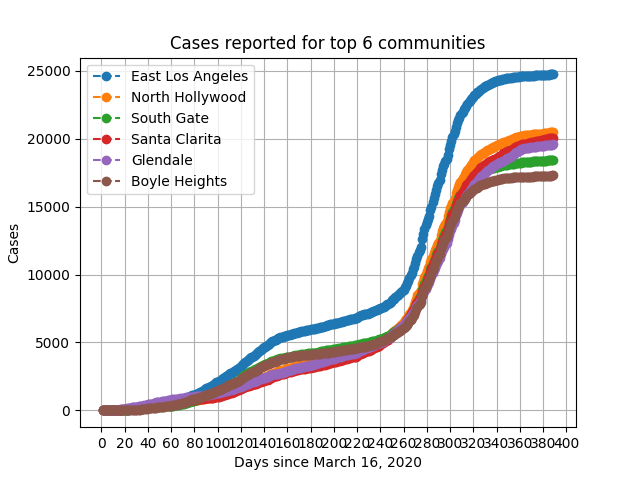 Cases reported for top 6 communities
Cases
25000
20000
15000
10000
5000
0
East Los Angeles
North Hollywood
South Gate
Santa Clarita
Glendale
Boyle Heights
0 20 40 60 80 100 120 140 160 180 200 220 240 260 280 300 320 340 360 380 400
Days since March 16, 2020